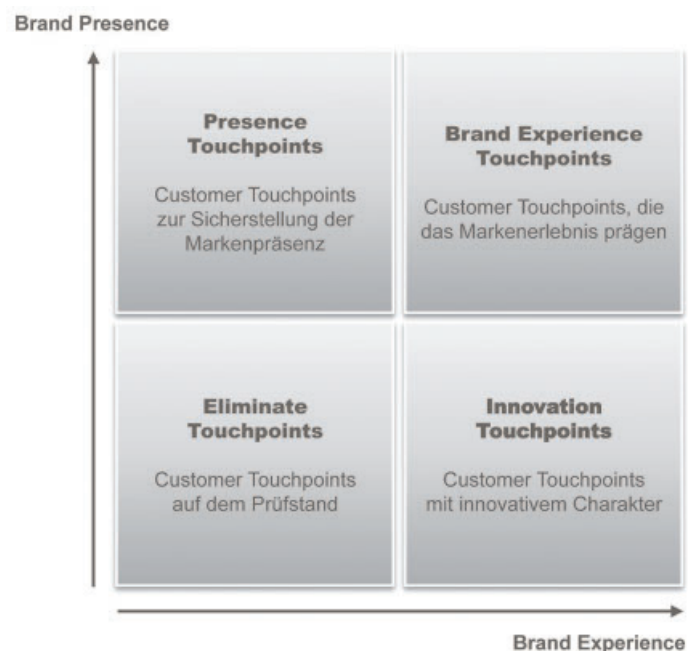 Brand Presence
Presence
Touchpoints
Customer Touchpoints
zur Sicherstellung der
Markenpräsenz
Brand Experience
Touchpoints
Customer Touchpoints, die
das Markenerlebnis prägen
Eliminate
Touchpoints
Customer Touchpoints
auf dem Prüfstand
Innovation
Touchpoints
Customer Touchpoints
mit innovativem Charakter
Brand Experience